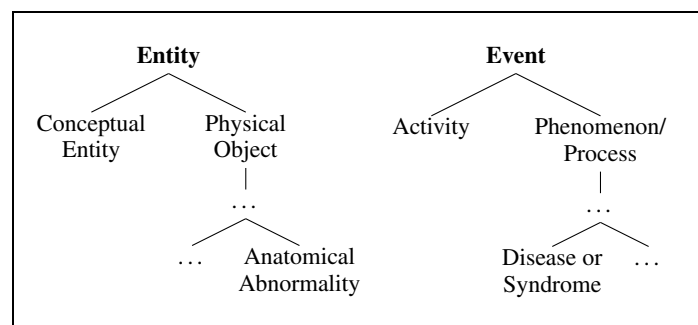 Entity
Event
Conceptual
Entity
Physical
Object
Activity
Phenomenon/
Process
...
...
...
Anatomical
Abnormality
Disease or
Syndrome
...